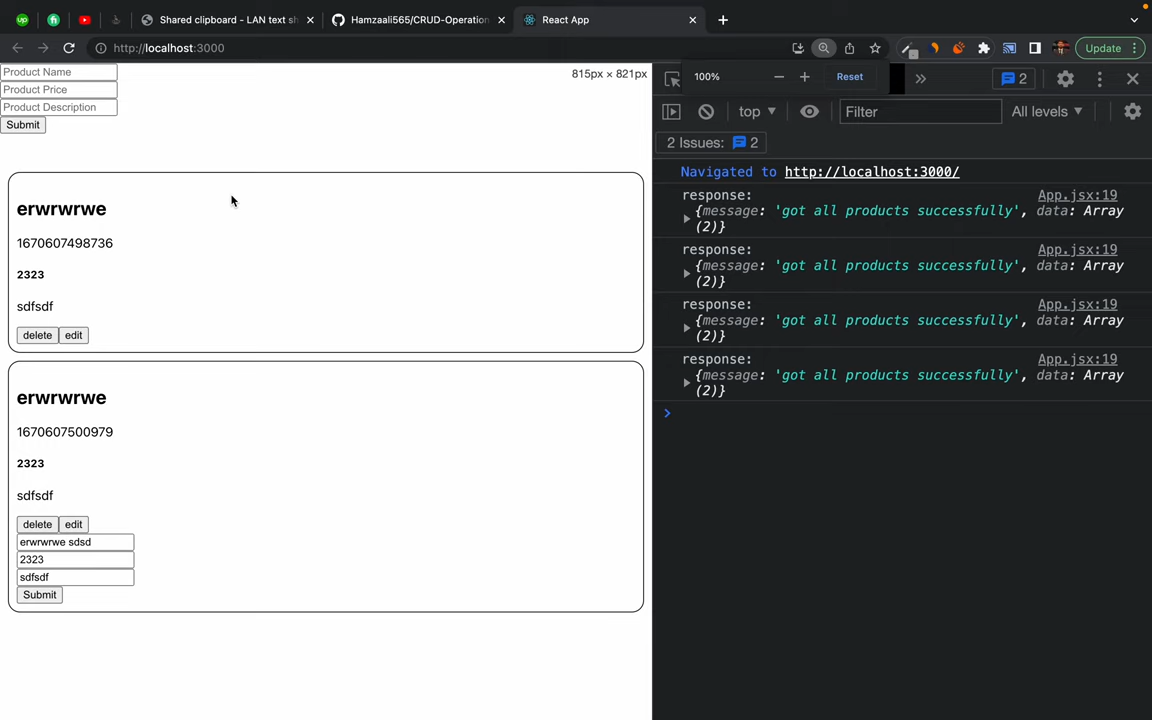 Shared clipboard - LAN text sh
Hamzaali565/CRUD-Operation
React App
http://localhost:3000
Update
Product Name
Product Price
Product Description
Submit
815px × 821px
100%
Reset
2
top
Filter
All levels
2 Issues: 2
erwrwrwe
1670607498736
2323
sdfsdf
delete edit
erwrwrwe
1670607500979
2323
sdfsdf
delete edit
erwrwrwe sdsd
2323
sdfsdf
Submit
Navigated to http://localhost:3000/
response: App.jsx:19
{message: 'got all products successfully', data: Array
(2)}
response: App.jsx:19
{message: 'got all products successfully', data: Array
(2)}
response: App.jsx:19
{message: 'got all products successfully', data: Array
(2)}
response: App.jsx:19
{message: 'got all products successfully', data: Array
(2)}